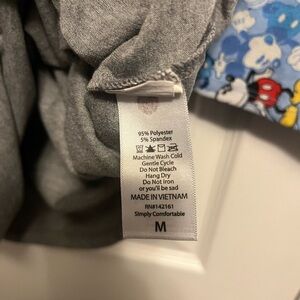 95% Polyester
5% Spandex
Machine Wash Cold
Gentle Cycle
Do Not Bleach
Hang Dry
Do Not Iron
or you'll be sad
MADE IN VIETNAM
RN#142161
Simply Comfortable
M